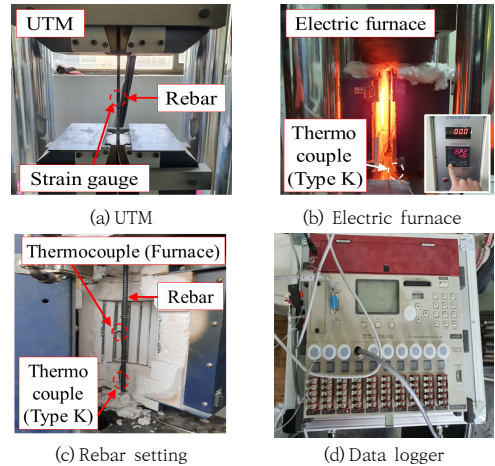 UTM
Rebar
Strain gauge
(a) UTM
Electric furnace
Thermo
couple
(Type K)
(b) Electric furnace
Thermocouple (Furnace)
Rebar
Thermo
couple
(Type K)
(c) Rebar setting
(d) Data logger